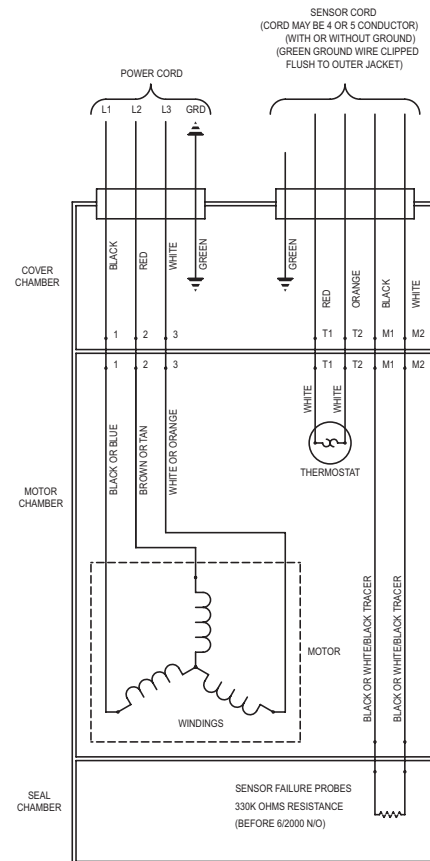 SENSOR CORD
(CORD MAY BE 4 OR 5 CONDUCTOR)
(WITH OR WITHOUT GROUND)
(GREEN GROUND WIRE CLIPPED
FLUSH TO OUTER JACKET)
POWER CORD
L1 L2 L3 GRD
COVER
CHAMBER
BLACK
RED
WHITE
GREEN
GREEN
RED
ORANGE
BLACK
WHITE
1 2 3 T1 T2 M1 M2
1 2 3 T1 T2 M1 M2
WHITE
WHITE
THERMOSTAT
MOTOR
CHAMBER
BLACK OR BLUE
BROWN OR TAN
WHITE OR ORANGE
BLACK OR WHITE/BLACK TRACER
BLACK OR WHITE/BLACK TRACER
MOTOR
WINDINGS
SEAL
CHAMBER
SENSOR FAILURE PROBES
330K OHMS RESISTANCE
(BEFORE 6/2000 N/O)